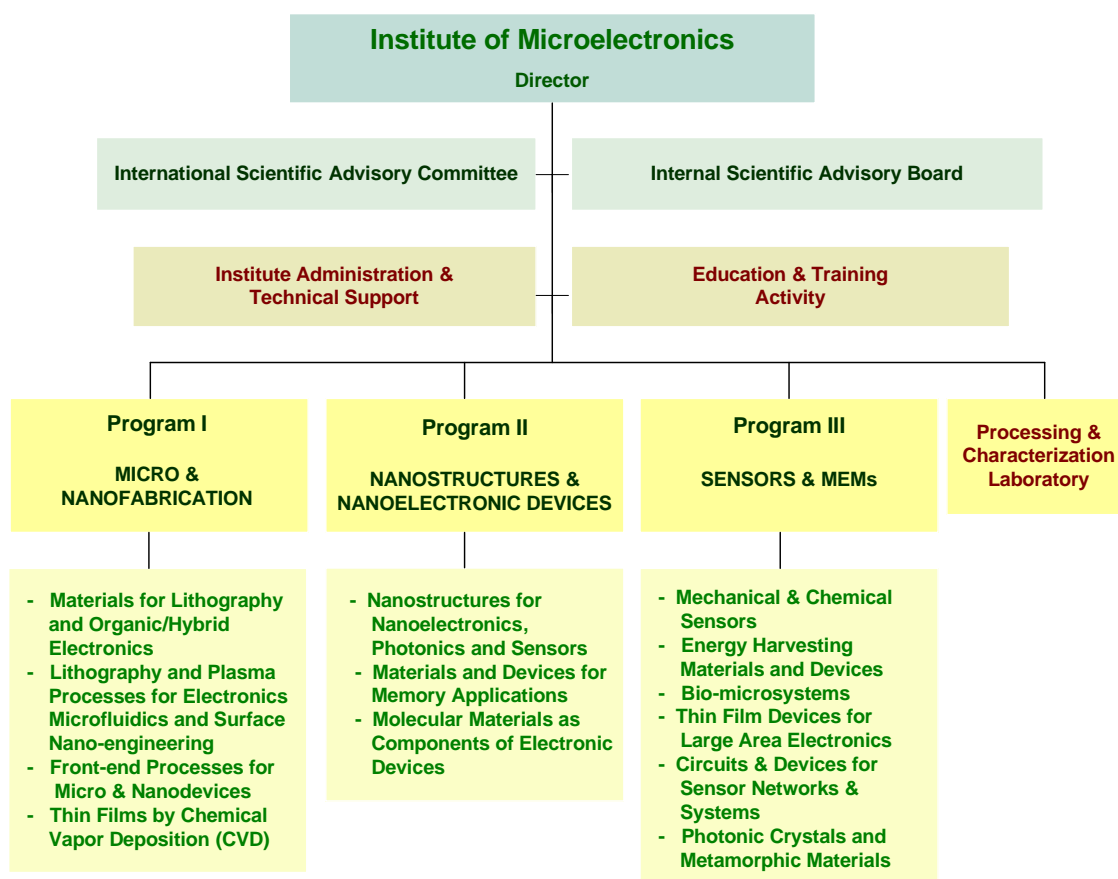 Institute of Microelectronics
Director
International Scientific Advisory Committee
Internal Scientific Advisory Board
Institute Administration &
Technical Support
Education & Training
Activity
Program I
MICRO &
NANOFABRICATION
Program II
NANOSTRUCTURES &
NANOELECTRONIC DEVICES
Program III
SENSORS & MEMs
Processing &
Characterization
Laboratory
- Materials for Lithography
and Organic/Hybrid
Electronics
- Lithography and Plasma
Processes for Electronics
Microfluidics and Surface
Nano-engineering
- Front-end Processes for
Micro & Nanodevices
- Thin Films by Chemical
Vapor Deposition (CVD)
- Nanostructures for
Nanoelectronics,
Photonics and Sensors
- Materials and Devices for
Memory Applications
- Molecular Materials as
Components of Electronic
Devices
- Mechanical & Chemical
Sensors
- Energy Harvesting
Materials and Devices
- Bio-microsystems
- Thin Film Devices for
Large Area Electronics
- Circuits & Devices for
Sensor Networks &
Systems
- Photonic Crystals and
Metamorphic Materials